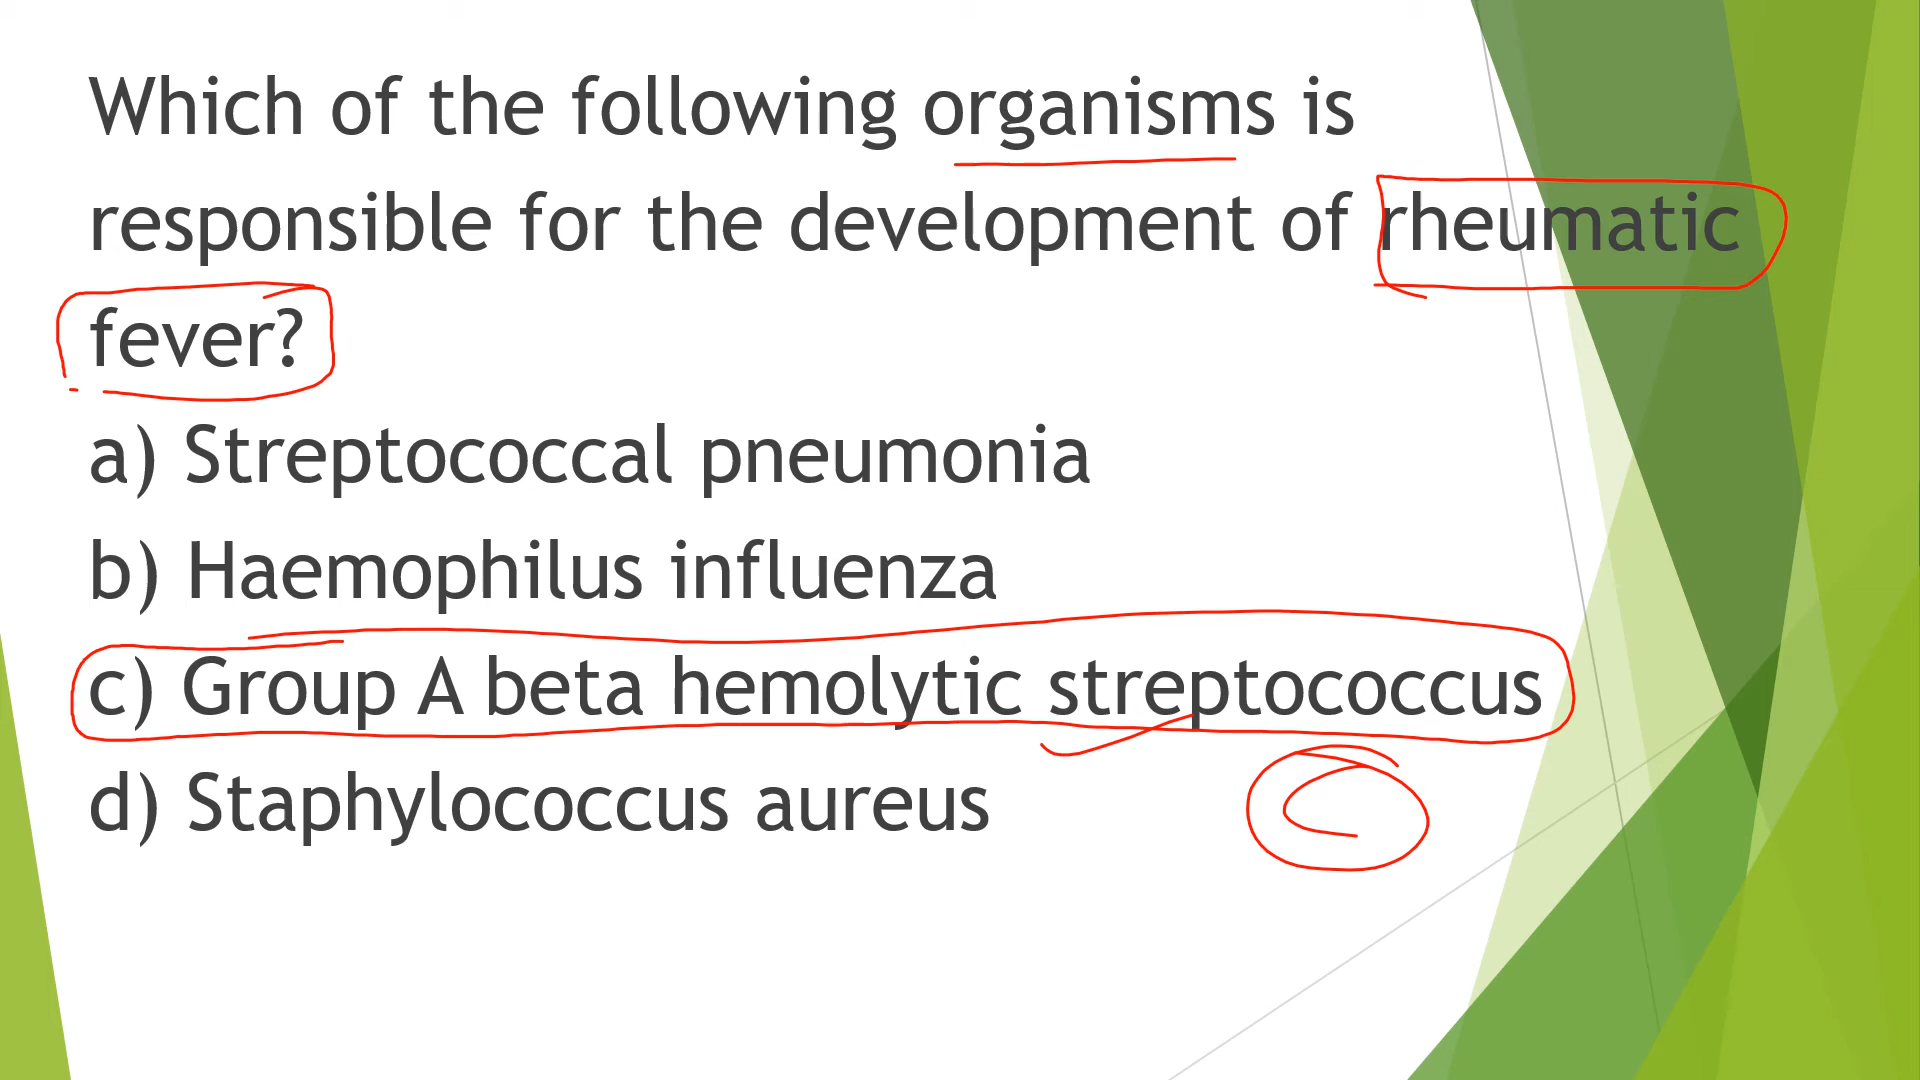 Which of the following organisms is
responsible for the development of rheumatic
fever?
a) Streptococcal pneumonia
b) Haemophilus influenza
c) Group A beta hemolytic streptococcus
d) Staphylococcus aureus
C